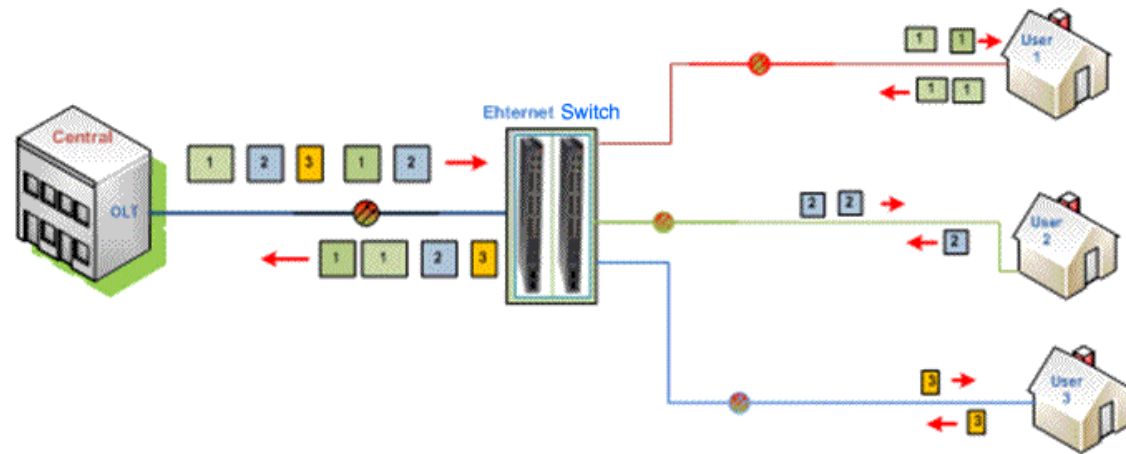 Central
OLT
1 2 3 1 2
1 1 2 3
Ehternet Switch
1 1
User
1
1 1
2 2
User
2
2
3
User
3
3